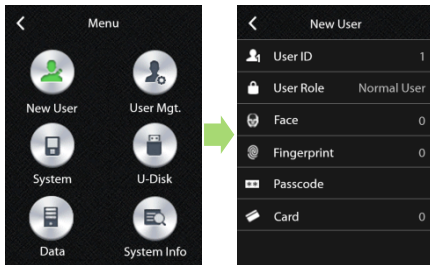 Menu
New User
User Mgt.
System
U-Disk
Data
System Info
New User
User ID 1
User Role Normal User
Face 0
Fingerprint 0
Passcode
Card 0